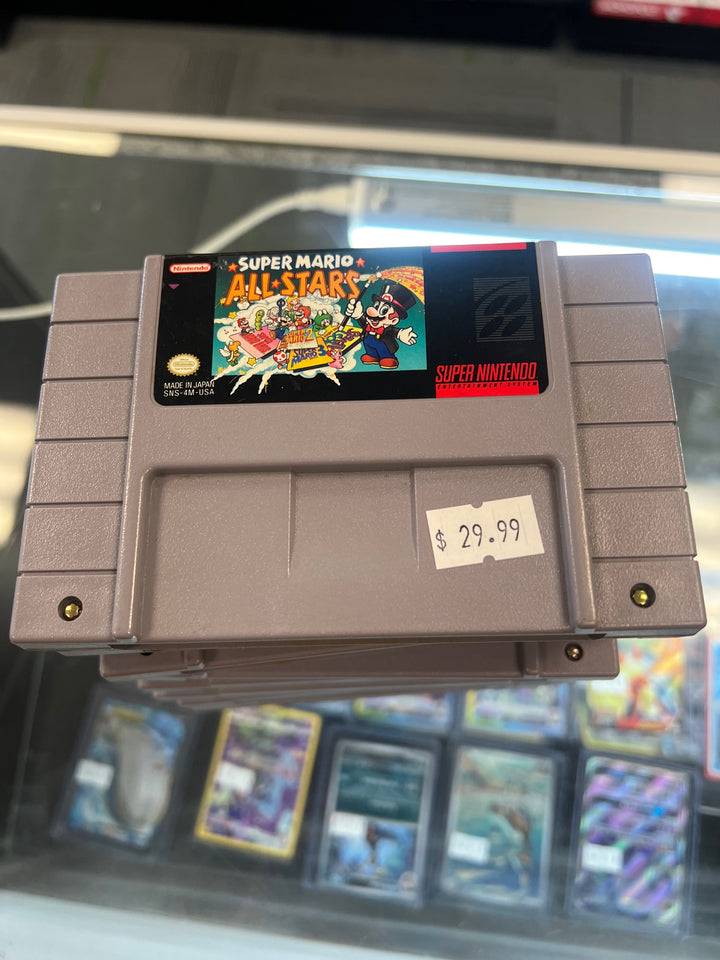 Nintendo
SUPER MARIO
ALL★STARS
MADE IN JAPAN
SNS-4M-USA
SUPER NINTENDO
ENTERTAINMENT SYSTEM
$ 29.99